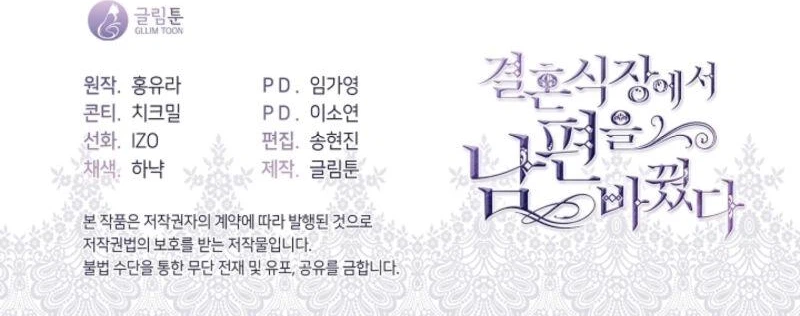 글림툰
GLLIM TOON
원작. 홍유라
콘티. 치크밀
선화. IZO
채색. 하냑
PD. 임가영
PD. 이소연
편집. 송현진
제작. 글림툰
본 작품은 저작권자의 계약에 따라 발행된 것으로
저작권법의 보호를 받는 저작물입니다.
불법 수단을 통한 무단 전재 및 유포, 공유를 금합니다.
결혼식장에서
남편을
바꿨다